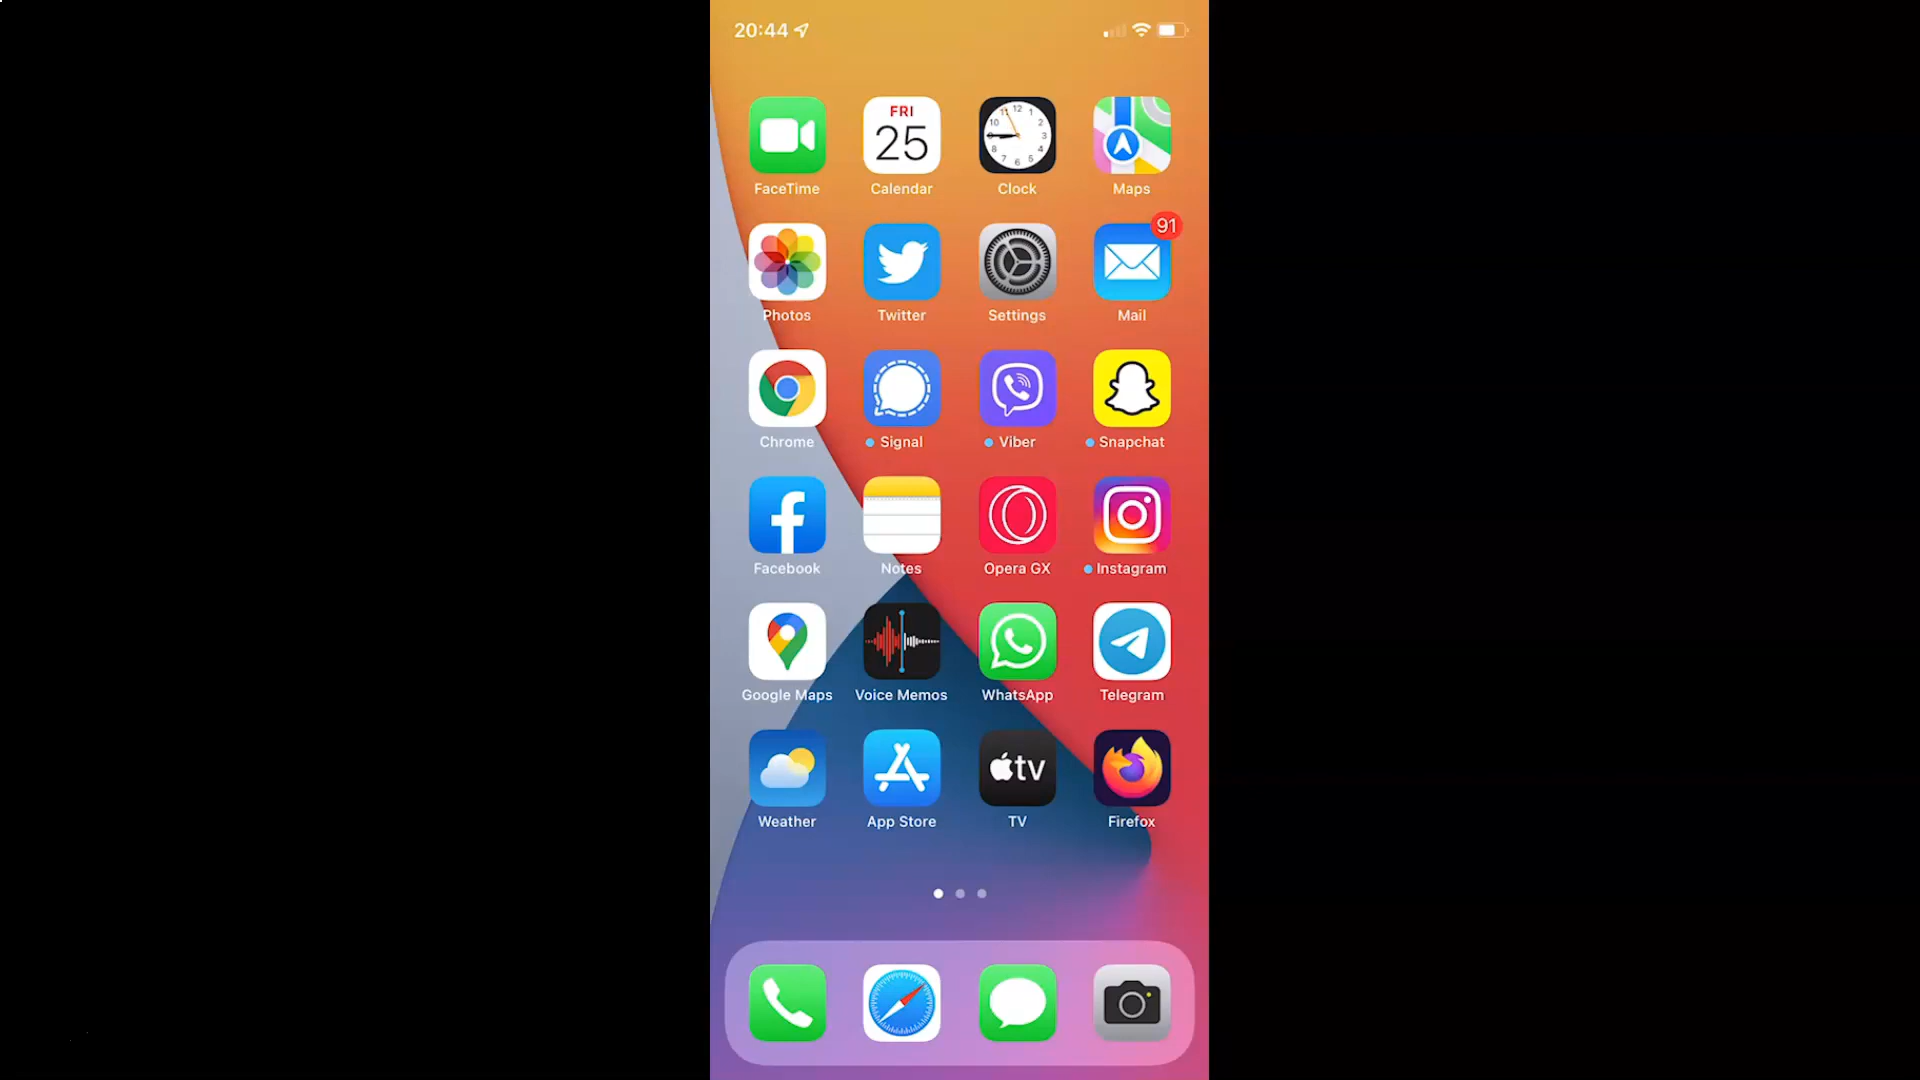 20:44
FRI
25
FaceTime
Calendar
Clock
Maps
91
Photos
Twitter
Settings
Mail
Chrome
Signal
Viber
Snapchat
Facebook
Notes
Opera GX
Instagram
Google Maps
Voice Memos
WhatsApp
Telegram
tv
Weather
App Store
TV
Firefox